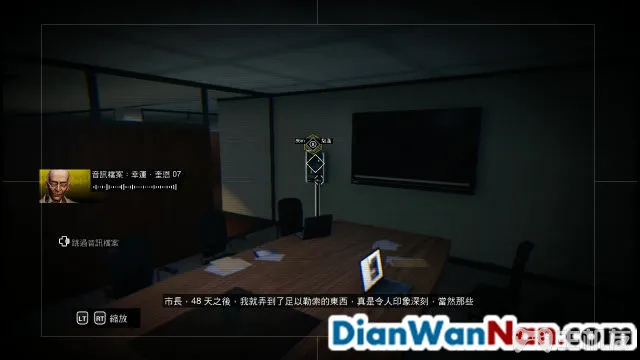 音訊檔案：幸運．奎恩 07
跳過音訊檔案
市長，48 天之後，我就弄到了足以勒索的東西，真是令人印象深刻，當然那些
LT RT 縮放
DianWanNan.com